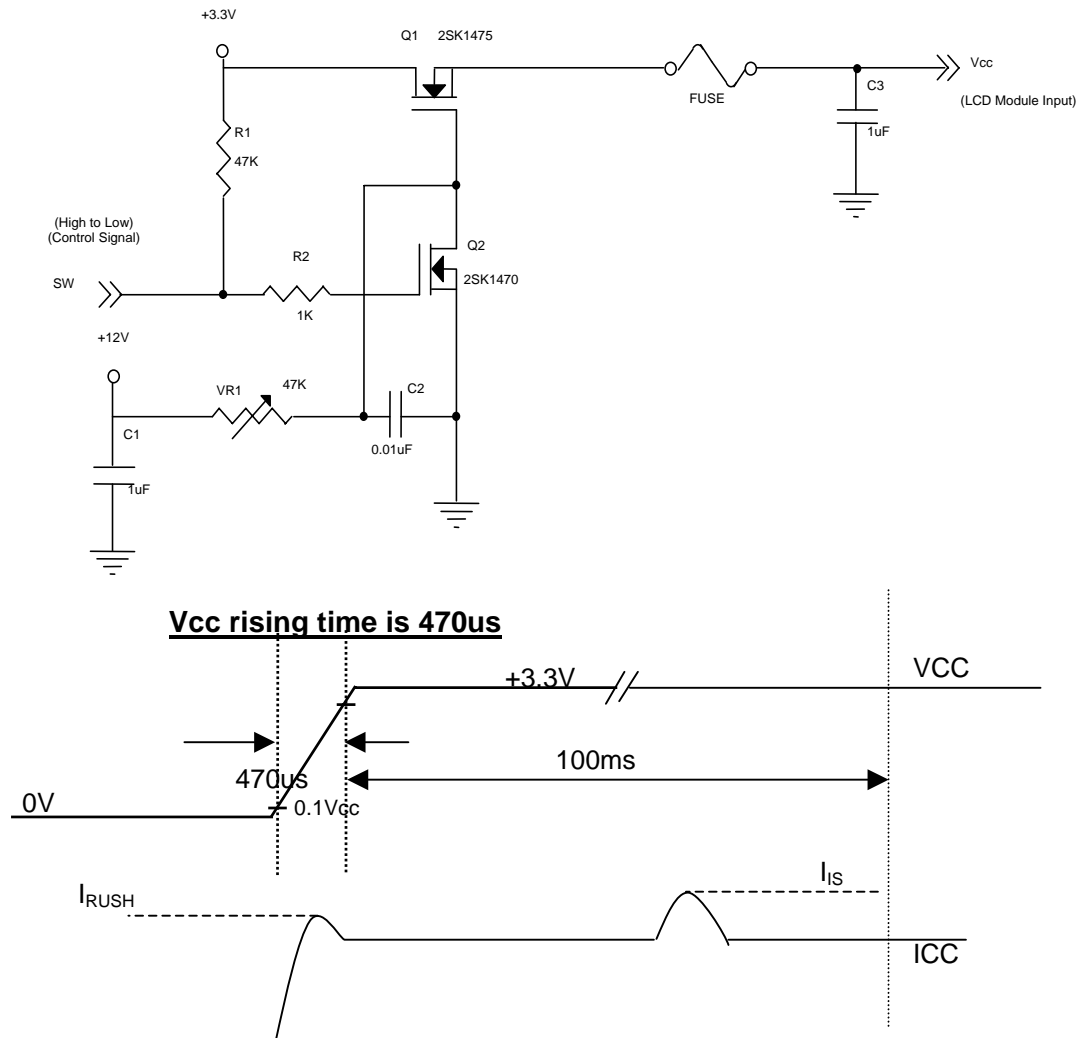 +3.3V
Q1 2SK1475
Vcc
FUSE
C3
(LCD Module Input)
1uF
R1
47K
(High to Low)
(Control Signal)
Q2
R2
SW
2SK1470
1K
+12V
VR1
47K
C2
C1
0.01uF
1uF
Vcc rising time is 470us
+3.3V
VCC
470us
100ms
0V
0.1Vcc
IRUSH
IIS
ICC